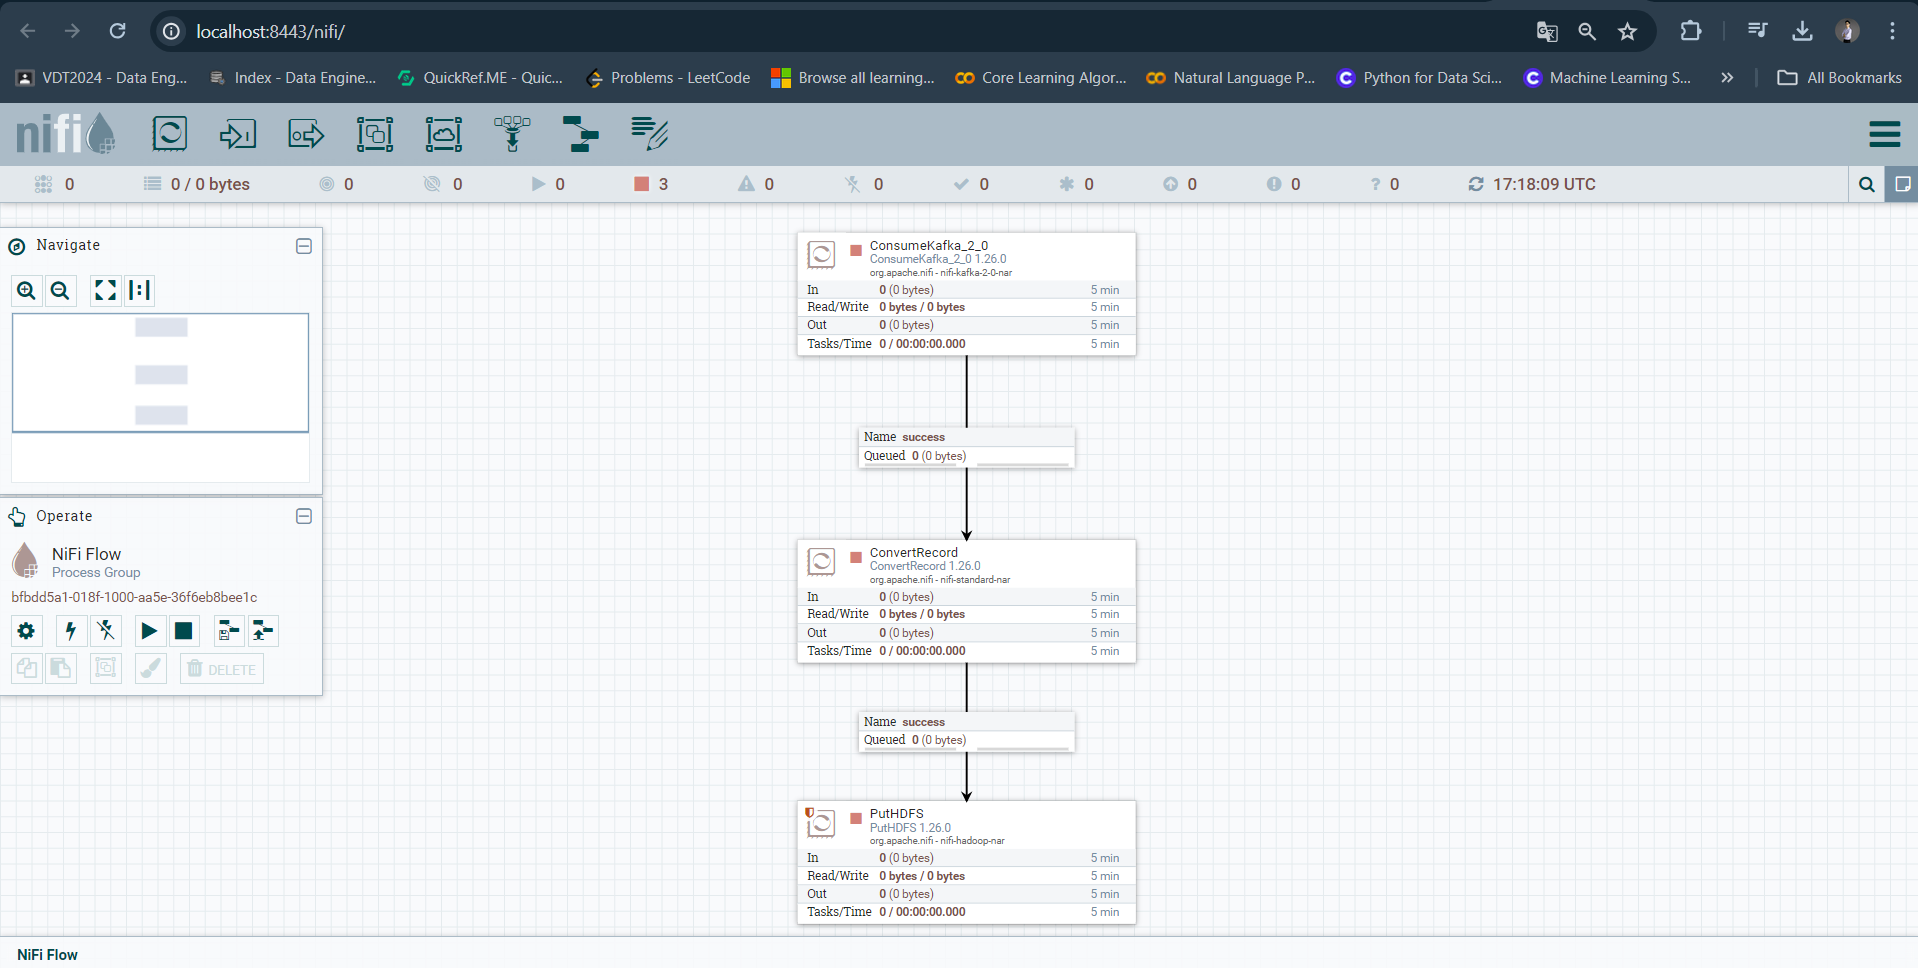 localhost:8443/nifi/
VDT2024 - Data Eng... Index - Data Engine... QuickRef.ME - Quic... Problems - LeetCode Browse all learning... Core Learning Algor... Natural Language P... Python for Data Sci... Machine Learning S... » All Bookmarks
nifi
0 0 / 0 bytes 0 0 0 3 0 0 0 0 0 0 ? 0 17:18:09 UTC
Navigate
Operate
NiFi Flow
Process Group
bfbdd5a1-018f-1000-aa5e-36f6eb8bee1c
DELETE
ConsumeKafka_2_0
ConsumeKafka_2_0 1.26.0
org.apache.nifi - nifi-kafka-2-0-nar
In 0 (0 bytes) 5 min
Read/Write 0 bytes / 0 bytes 5 min
Out 0 (0 bytes) 5 min
Tasks/Time 0 / 00:00:00.000 5 min
Name success
Queued 0 (0 bytes)
ConvertRecord
ConvertRecord 1.26.0
org.apache.nifi - nifi-standard-nar
In 0 (0 bytes) 5 min
Read/Write 0 bytes / 0 bytes 5 min
Out 0 (0 bytes) 5 min
Tasks/Time 0 / 00:00:00.000 5 min
Name success
Queued 0 (0 bytes)
PutHDFS
PutHDFS 1.26.0
org.apache.nifi - nifi-hadoop-nar
In 0 (0 bytes) 5 min
Read/Write 0 bytes / 0 bytes 5 min
Out 0 (0 bytes) 5 min
Tasks/Time 0 / 00:00:00.000 5 min
NiFi Flow